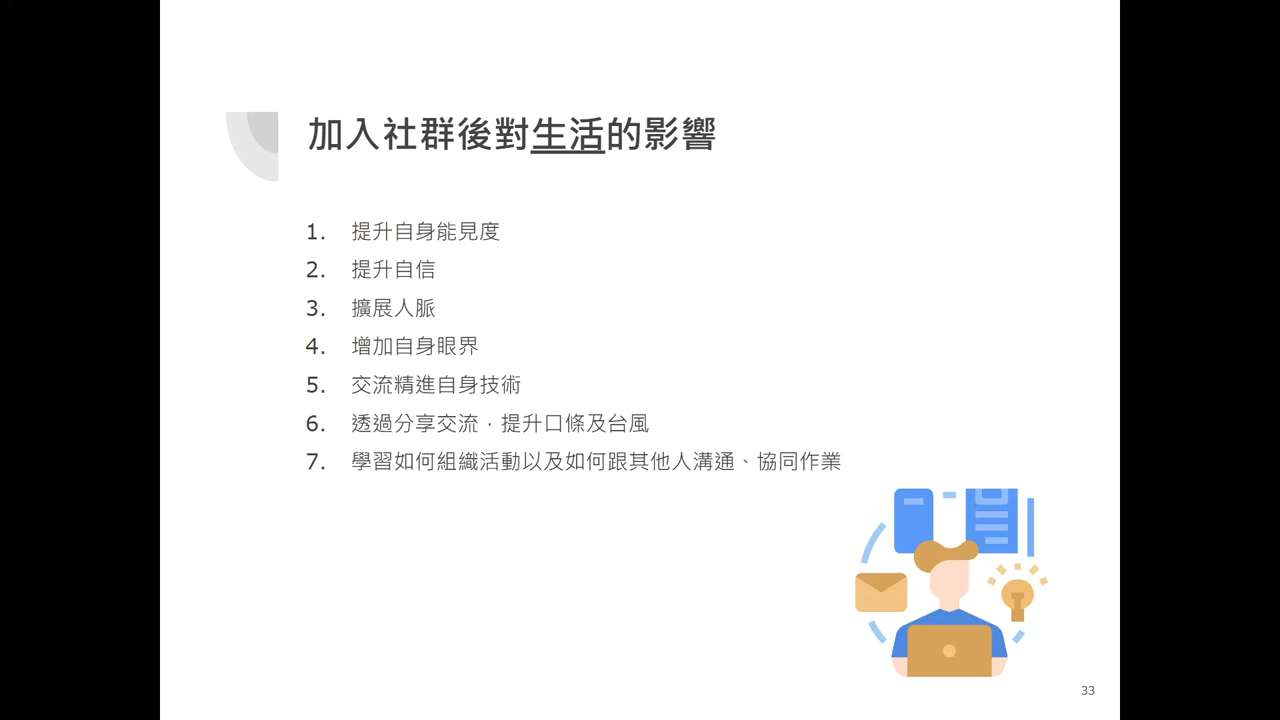 加入社群後對生活的影響
1. 提升自身能見度
2. 提升自信
3. 擴展人脈
4. 增加自身眼界
5. 交流精進自身技術
6. 透過分享交流，提升口條及台風
7. 學習如何組織活動以及如何跟其他人溝通、協同作業
33